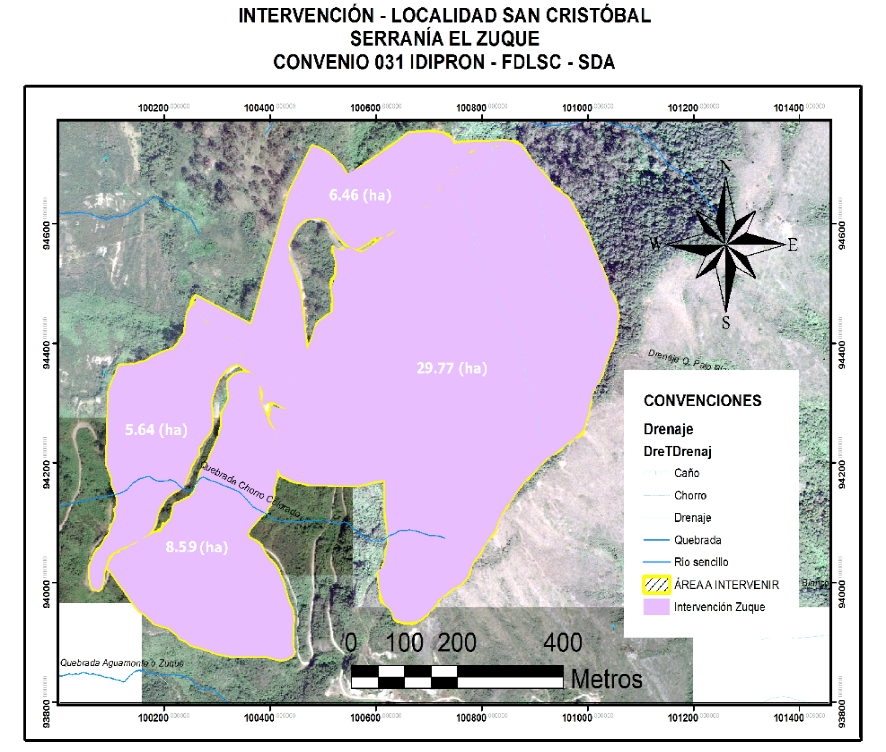 INTERVENCIÓN - LOCALIDAD SAN CRISTÓBAL
SERRANÍA EL ZUQUE
CONVENIO 031 IDIPRON - FDLSC - SDA
100200 100400 100600 100800 101000 101200 101400
94600
94400
94200
94000
93800
N
W
E
S
6.46 (ha)
29.77 (ha)
5.64 (ha)
8.59 (ha)
Quebrada Chorro
Quebrada Aguamonte o Zuque
Drenaje Q. Palo
CONVENCIONES
Drenaje
DreTDrenaj
Caño
Chorro
Drenaje
Quebrada
Rio sencillo
ÁREA A INTERVENIR
Intervención Zuque
0 100 200 400
Metros
94600
94400
94200
94000
93800
100200 100400 100600 100800 101000 101200 101400